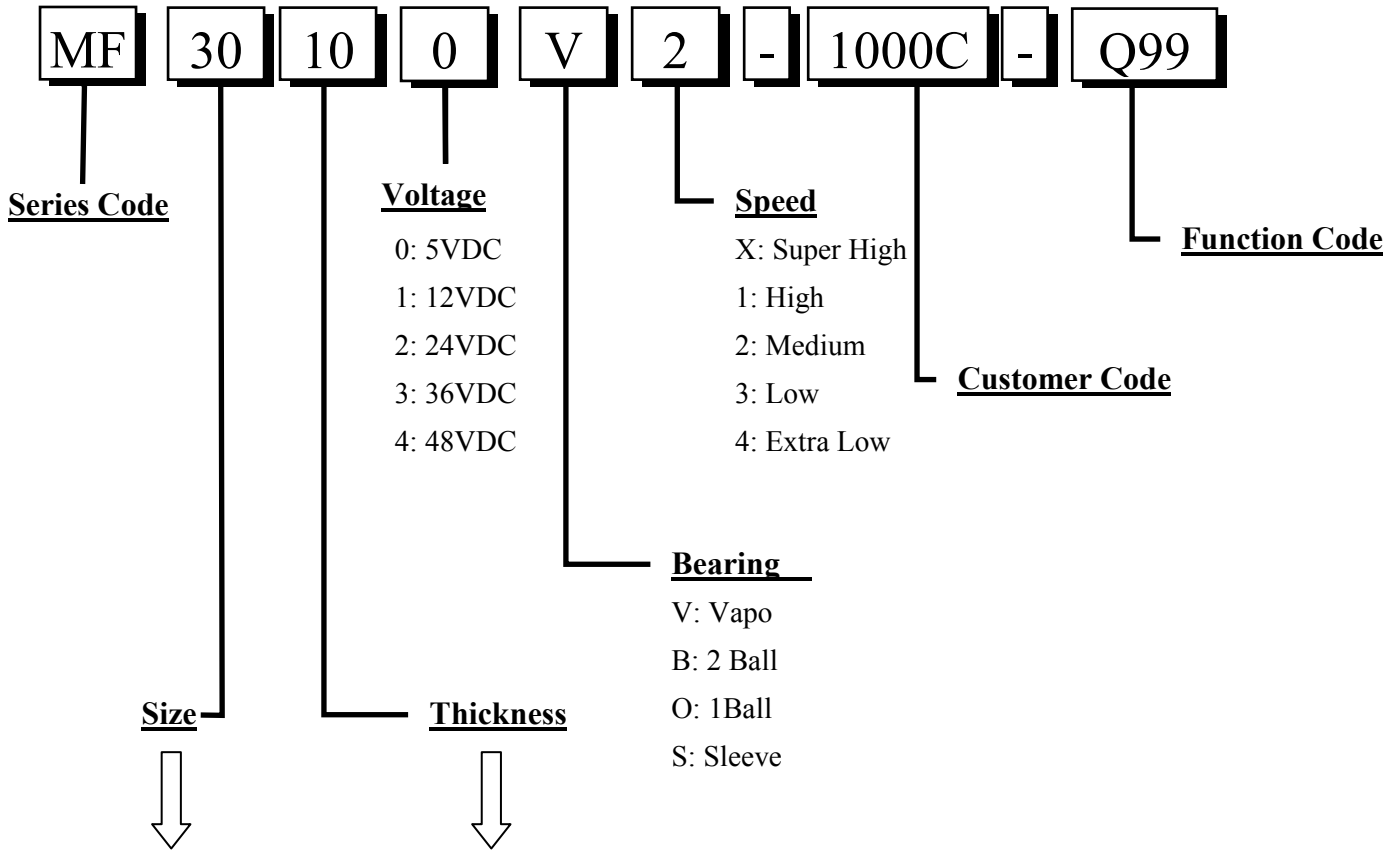 MF 30 10 0 V 2 - 1000C - Q99
Series Code
Voltage
0: 5VDC
1: 12VDC
2: 24VDC
3: 36VDC
4: 48VDC
Speed
X: Super High
1: High
2: Medium
3: Low
4: Extra Low
Function Code
Customer Code
Bearing
V: Vapo
B: 2 Ball
O: 1Ball
S: Sleeve
Size
Thickness